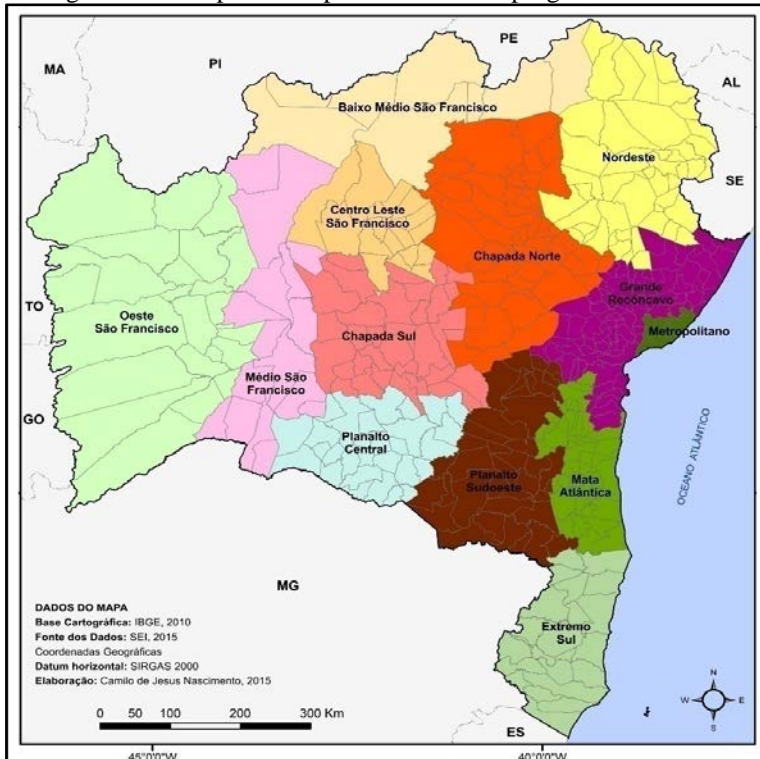 MA
PI
PE
AL
SE
TO
GO
MG
ES
Baixo Médio São Francisco
Nordeste
Centro Leste
São Francisco
Chapada Norte
Oeste
São Francisco
Grande
Recôncavo
Metropolitano
Chapada Sul
Médio São
Francisco
Planalto
Central
Planalto
Sudoeste
Mata
Atlântica
OCEANO ATLÂNTICO
Extremo
Sul
DADOS DO MAPA
Base Cartográfica: IBGE, 2010
Fonte dos Dados: SEI, 2015
Coordenadas Geográficas
Datum horizontal: SIRGAS 2000
Elaboração: Camilo de Jesus Nascimento, 2015
0 50 100 200 300 Km
N
W E
S
45°0'0"W
40°0'0"W